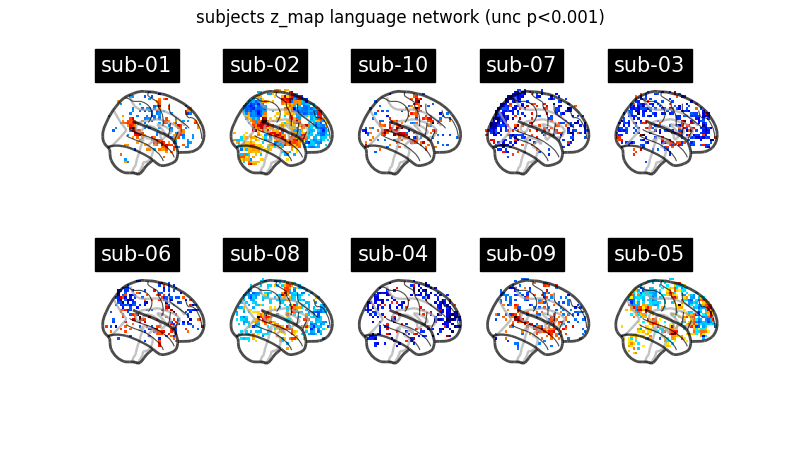 subjects z_map language network (unc p<0.001)
sub-01 sub-02 sub-10 sub-07 sub-03
sub-06 sub-08 sub-04 sub-09 sub-05